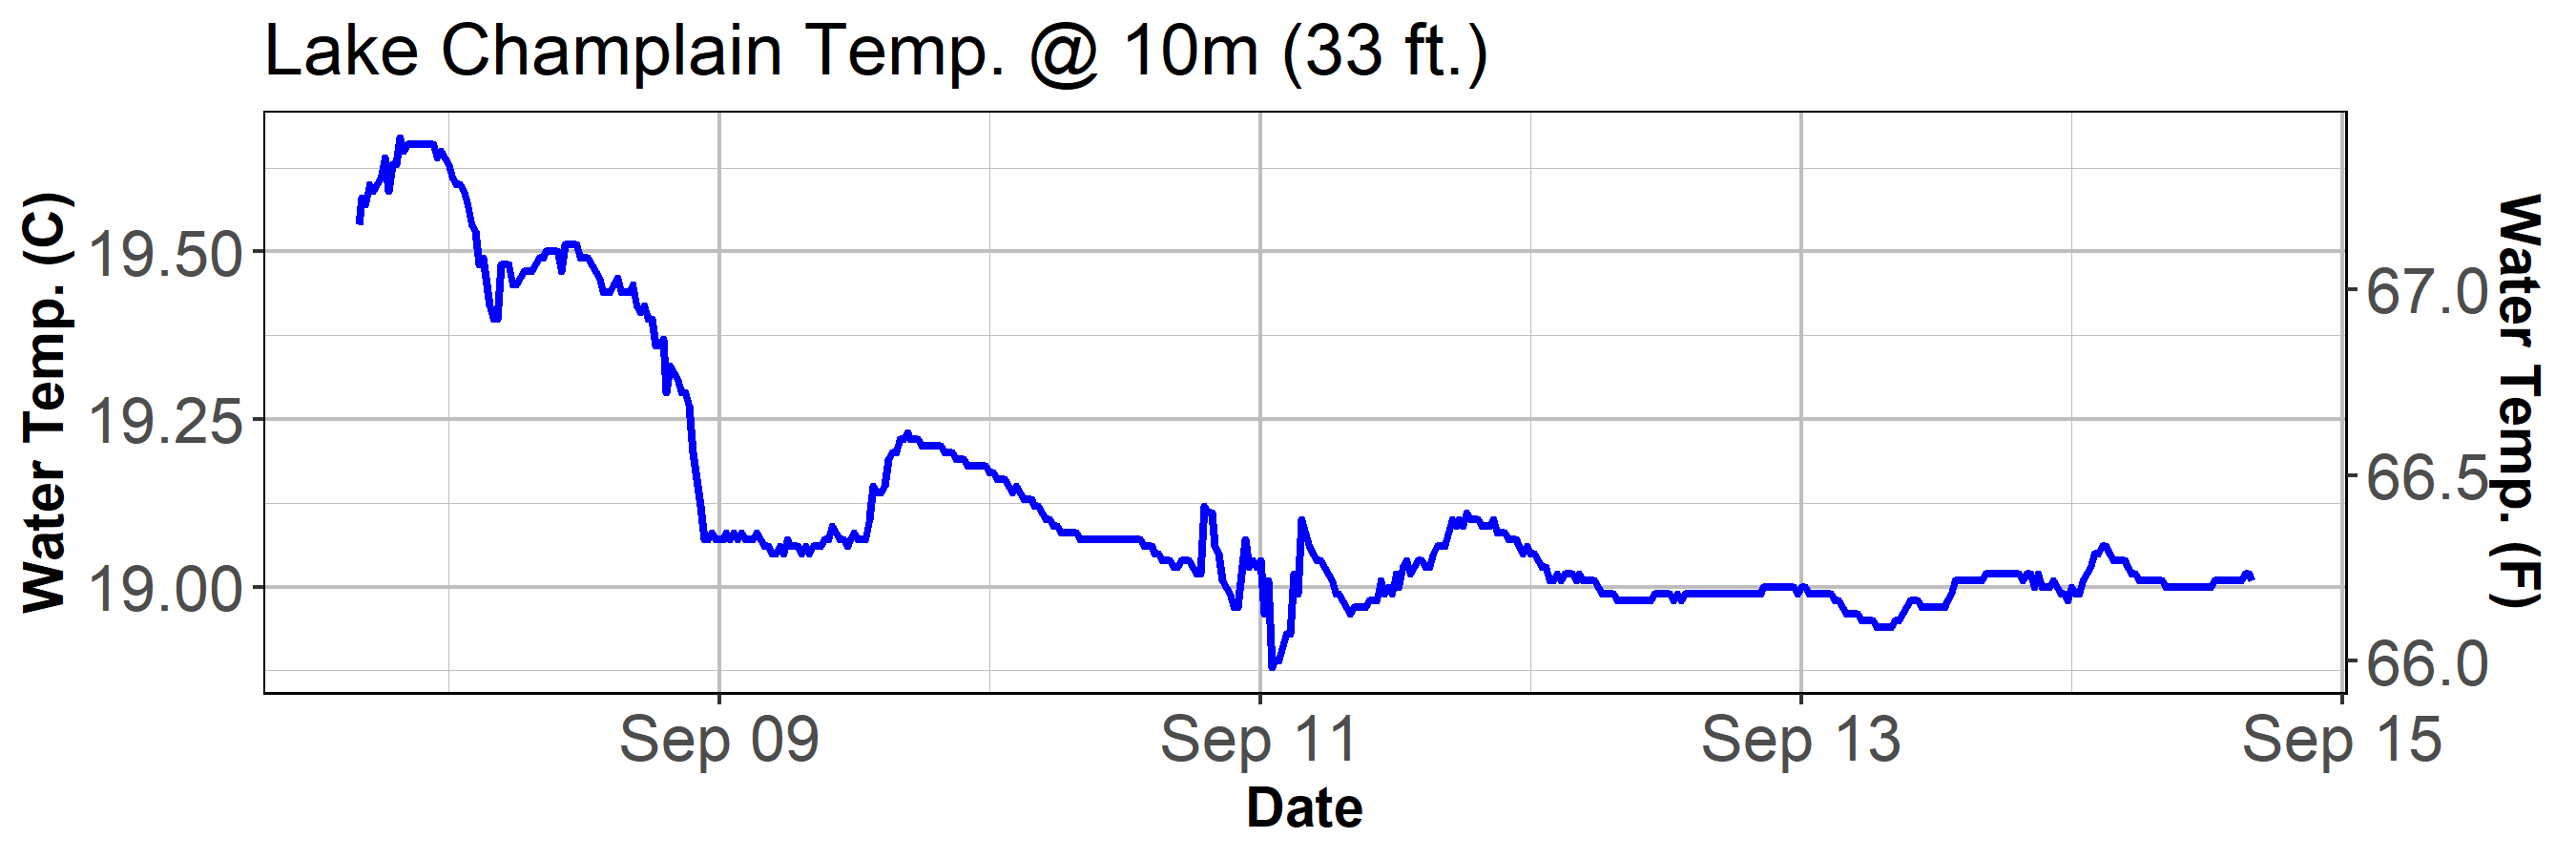 Lake Champlain Temp. @ 10m (33 ft.)
Water Temp. (C)
19.50
19.25
19.00
67.0
66.5
66.0
Water Temp. (F)
Sep 09
Sep 11
Sep 13
Sep 15
Date